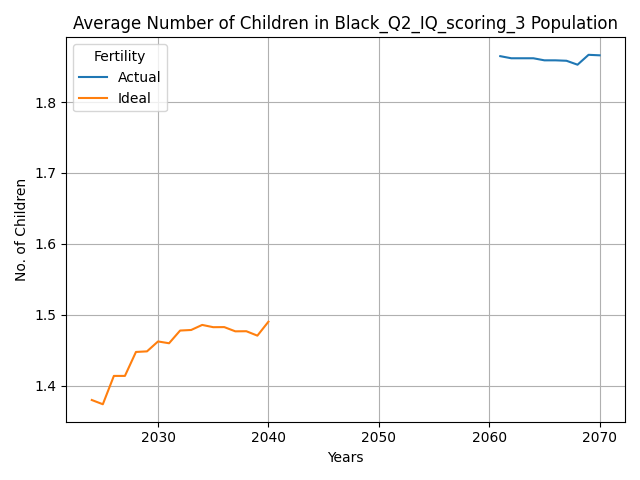 Average Number of Children in Black_Q2_IQ_scoring_3 Population
Fertility
Actual
Ideal
1.8
1.7
1.6
1.5
1.4
No. of Children
2030
2040
2050
2060
2070
Years